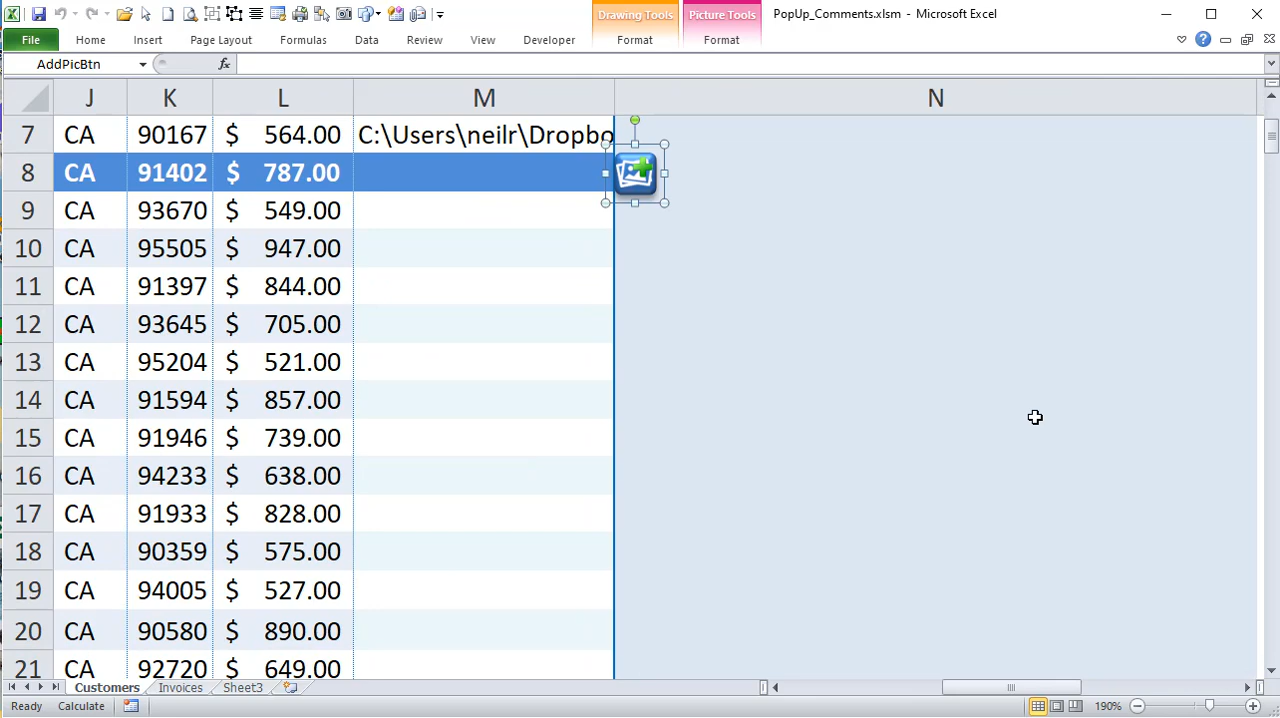 Drawing Tools Picture Tools PopUp_Comments.xlsm - Microsoft Excel
File Home Insert Page Layout Formulas Data Review View Developer Format Format
AddPicBtn fx
J K L M N
7 CA 90167 $ 564.00 C:\Users\neilr\Dropbo
8 CA 91402 $ 787.00
9 CA 93670 $ 549.00
10 CA 95505 $ 947.00
11 CA 91397 $ 844.00
12 CA 93645 $ 705.00
13 CA 95204 $ 521.00
14 CA 91594 $ 857.00
15 CA 91946 $ 739.00
16 CA 94233 $ 638.00
17 CA 91933 $ 828.00
18 CA 90359 $ 575.00
19 CA 94005 $ 527.00
20 CA 90580 $ 890.00
21 CA 92720 $ 649.00
Customers Invoices Sheet3
Ready Calculate 190%